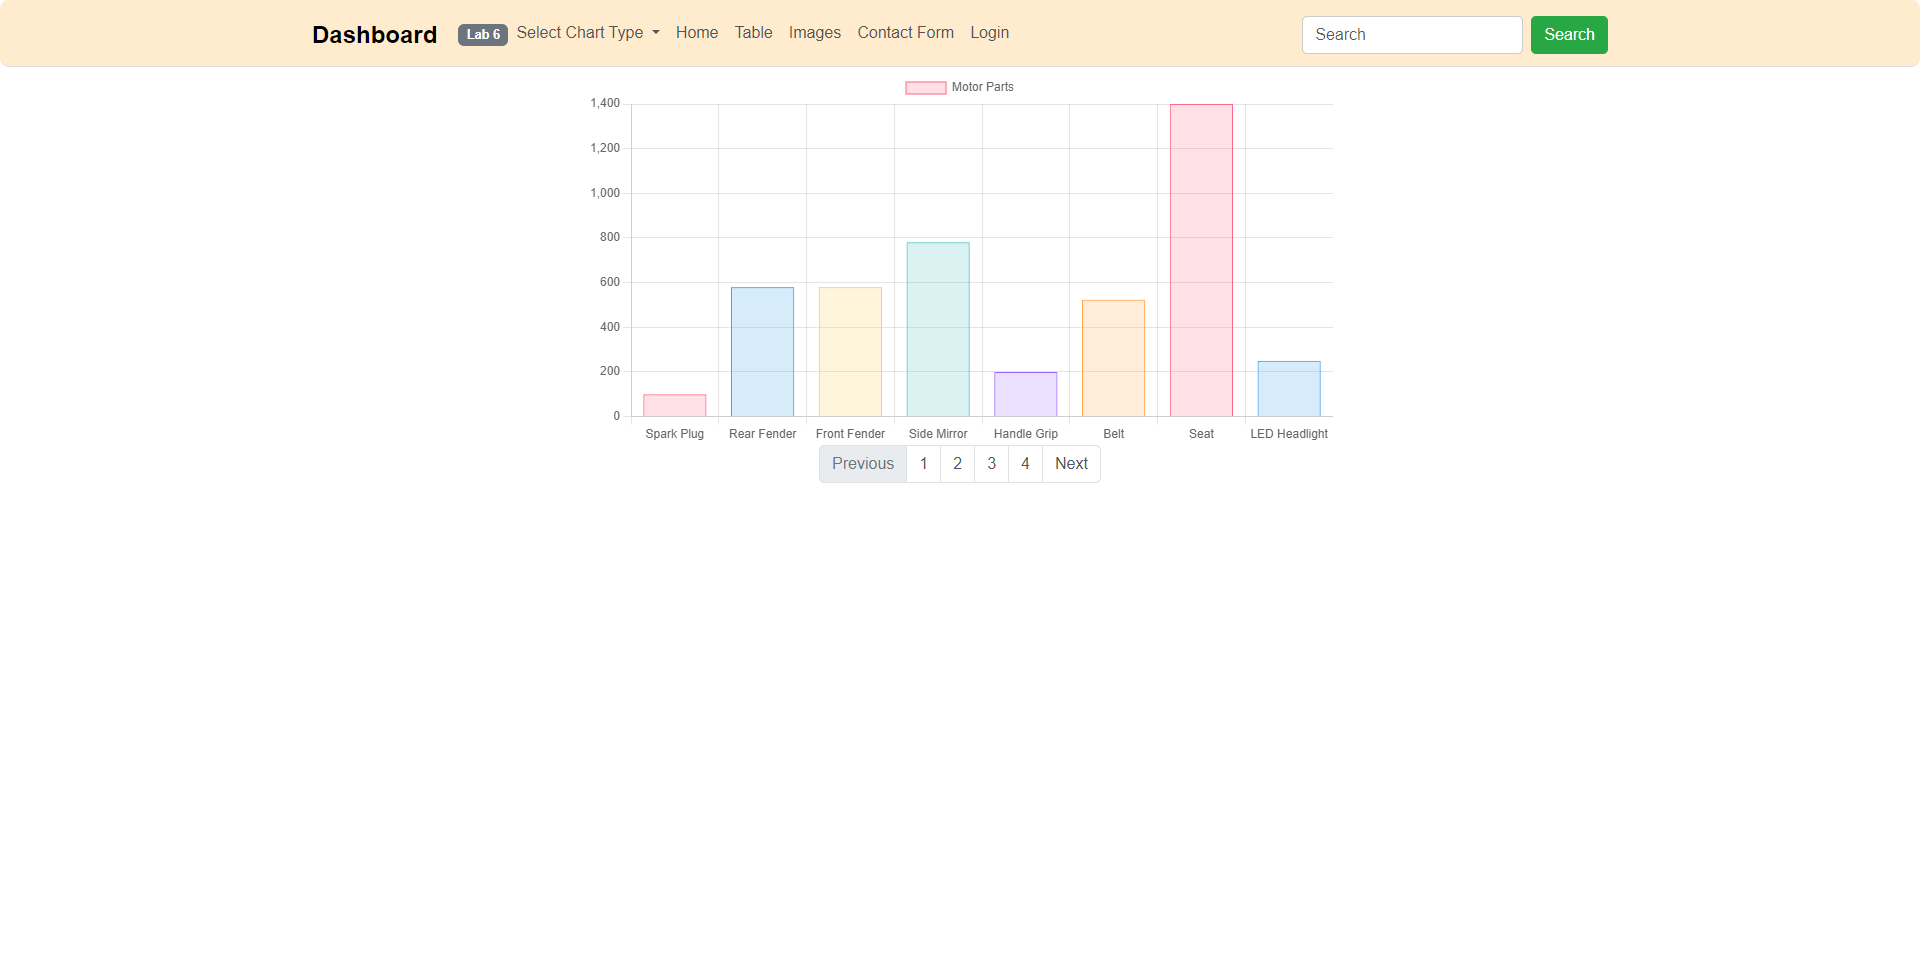 Dashboard Lab 6 Select Chart Type Home Table Images Contact Form Login Search Search
Motor Parts
1,400
1,200
1,000
800
600
400
200
0
Spark Plug Rear Fender Front Fender Side Mirror Handle Grip Belt Seat LED Headlight
Previous 1 2 3 4 Next